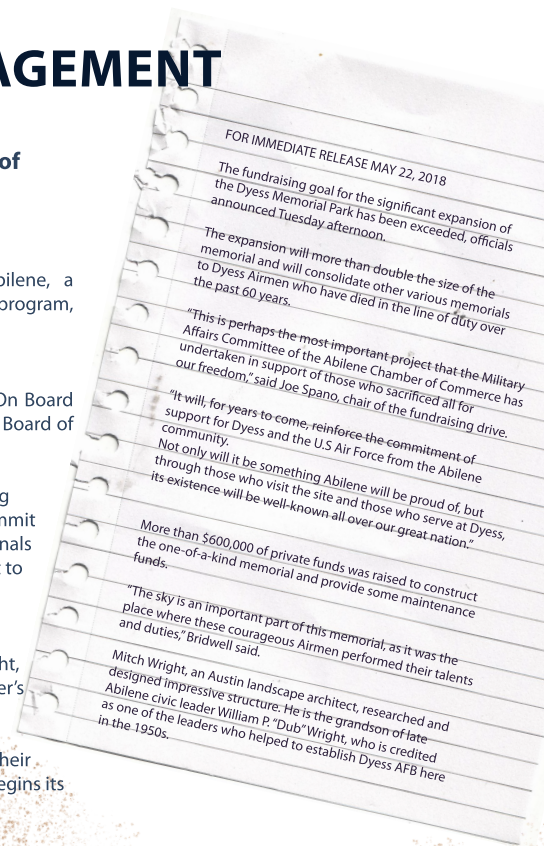 AGEMENT
of
bilene, a
program,
On Board
Board of
g
mmit
nals
to
ht,
er's
heir
egins its
FOR IMMEDIATE RELEASE MAY 22, 2018
The fundraising goal for the significant expansion of
the Dyess Memorial Park has been exceeded, officials
announced Tuesday afternoon.
The expansion will more than double the size of the
memorial and will consolidate other various memorials
to Dyess Airmen who have died in the line of duty over
the past 60 years.
"This is perhaps the most important project that the Military
Affairs Committee of the Abilene Chamber of Commerce has
undertaken in support of those who sacrificed all for
our freedom," said Joe Spano, chair of the fundraising drive.
"It will, for years to come, reinforce the commitment of
support for Dyess and the U.S Air Force from the Abilene
community.
Not only will it be something Abilene will be proud of, but
through those who visit the site and those who serve at Dyess,
its existence will be well-known all over our great nation."
More than $600,000 of private funds was raised to construct
the one-of-a-kind memorial and provide some maintenance
funds.
"The sky is an important part of this memorial, as it was the
place where these courageous Airmen performed their talents
and duties," Bridwell said.
Mitch Wright, an Austin landscape architect, researched and
designed impressive structure. He is the grandson of late
Abilene civic leader William P. "Dub" Wright, who is credited
as one of the leaders who helped to establish Dyess AFB here
in the 1950s.